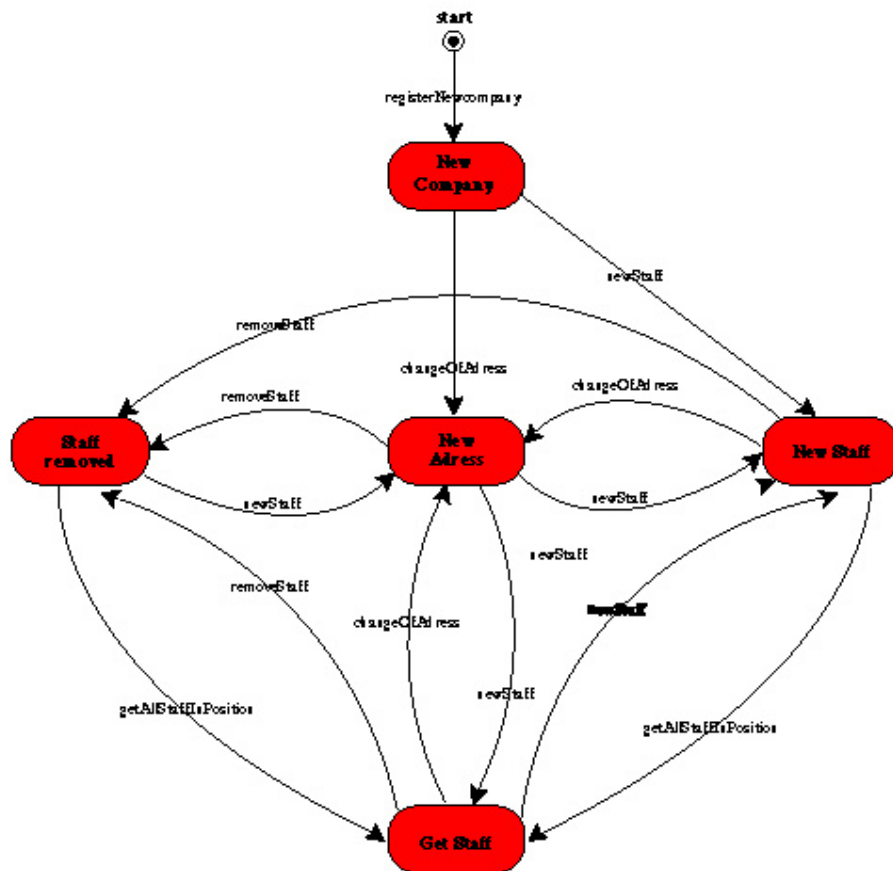 start
registerNewcompany
New
Company
newStaff
removeStaff
changeOfAdress
changeOfAdress
removeStaff
Staff
removed
New
Adress
New Staff
newStaff
newStaff
newStaff
removeStaff
newStaff
changeOfAdress
newStaff
getAllStaffInPosition
getAllStaffInPosition
Get Staff